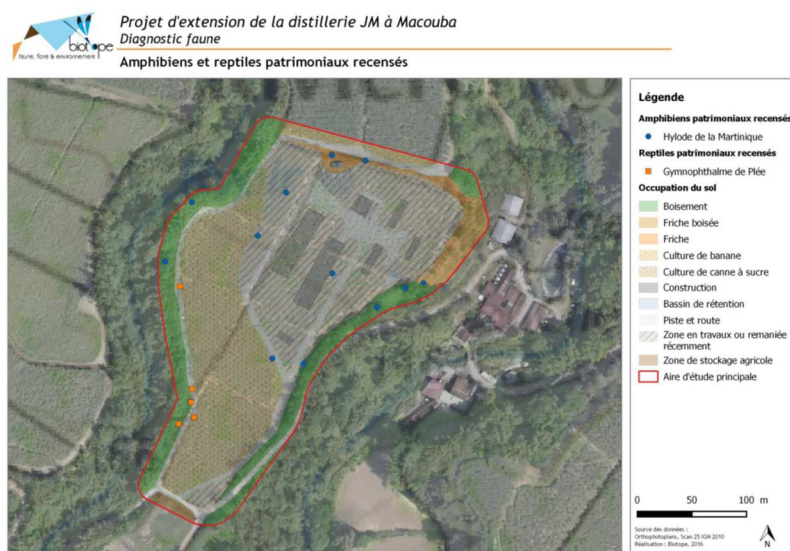 biotope
faune, flore & environnement
Projet d'extension de la distillerie JM à Macouba
Diagnostic faune
Amphibiens et reptiles patrimoniaux recensés
Légende
Amphibiens patrimoniaux recensés
Hylode de la Martinique
Reptiles patrimoniaux recensés
Gymnophthalme de Plée
Occupation du sol
Boisement
Friche boisée
Friche
Culture de banane
Culture de canne à sucre
Construction
Bassin de rétention
Piste et route
Zone en travaux ou remaniée
récemment
Zone de stockage agricole
Aire d'étude principale
0 50 100 m
Source des données :
Orthophotoplans, Scan 25 IGN 2010
Réalisation : Biotope, 2016
N